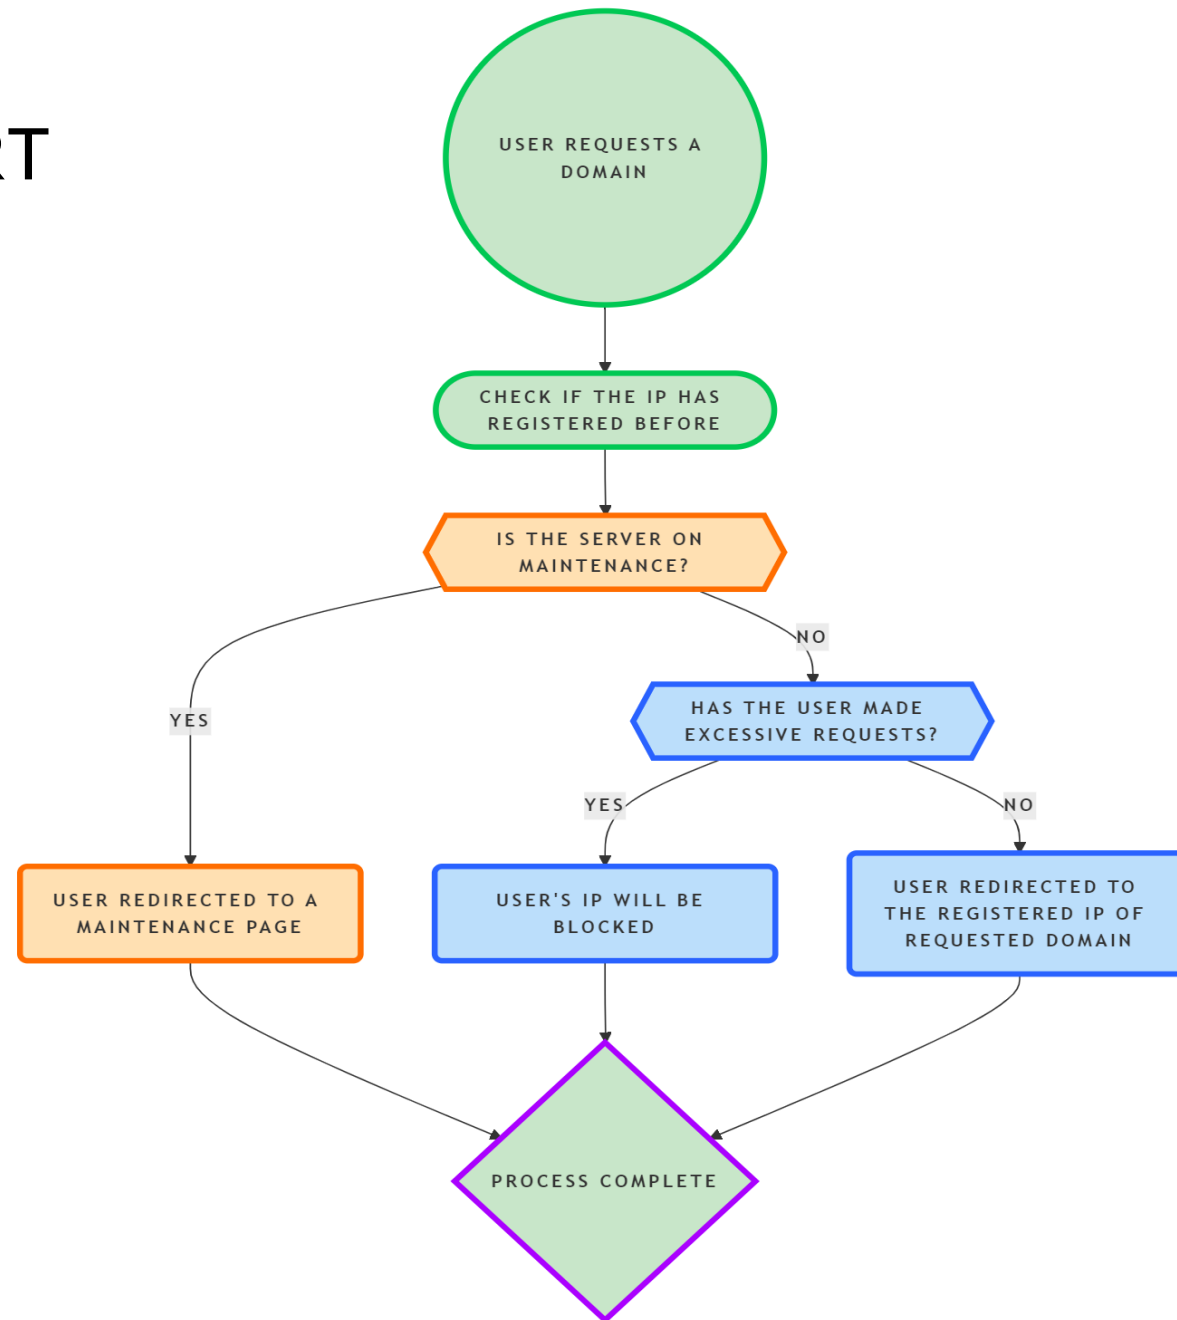 RT
USER REQUESTS A
DOMAIN
CHECK IF THE IP HAS
REGISTERED BEFORE
IS THE SERVER ON
MAINTENANCE?
NO
HAS THE USER MADE
EXCESSIVE REQUESTS?
YES
YES
NO
USER REDIRECTED TO A
MAINTENANCE PAGE
USER'S IP WILL BE
BLOCKED
USER REDIRECTED TO
THE REGISTERED IP OF
REQUESTED DOMAIN
PROCESS COMPLETE